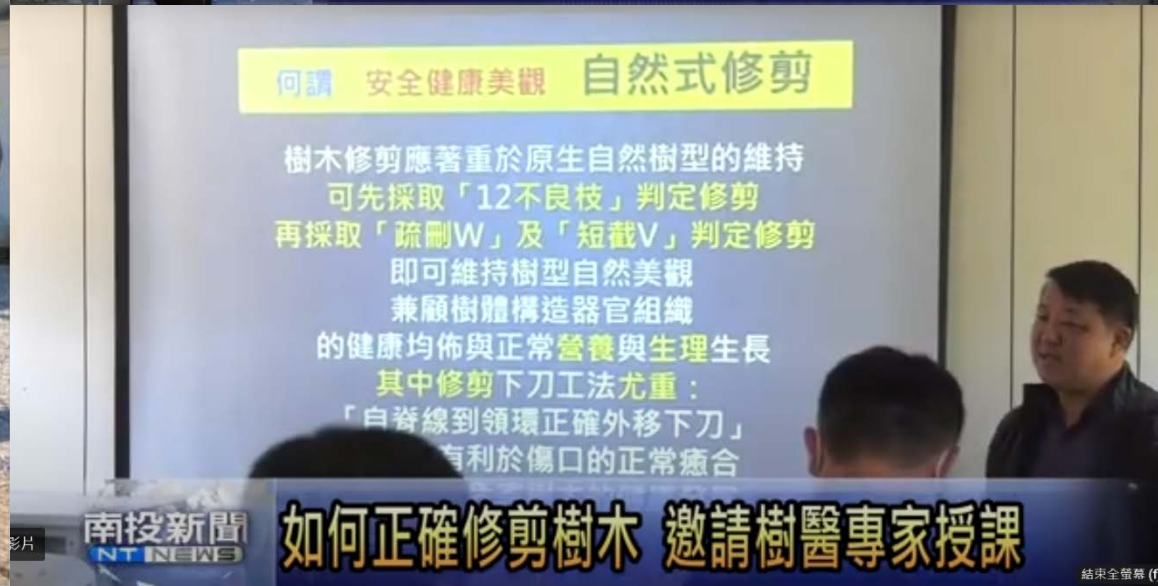 何謂 安全健康美觀 自然式修剪
樹木修剪應著重於原生自然樹型的維持
可先採取「12不良枝」判定修剪
再採取「疏刪W」及「短截V」判定修剪
即可維持樹型自然美觀
兼顧樹體構造器官組織
的健康均佈與正常營養與生理生長
其中修剪下刀工法尤重：
「自脊線到領環正確外移下刀」
有利於傷口的正常癒合
南投新聞
NT NEWS
如何正確修剪樹木 邀請樹醫專家授課
影片
結束全螢幕 (f